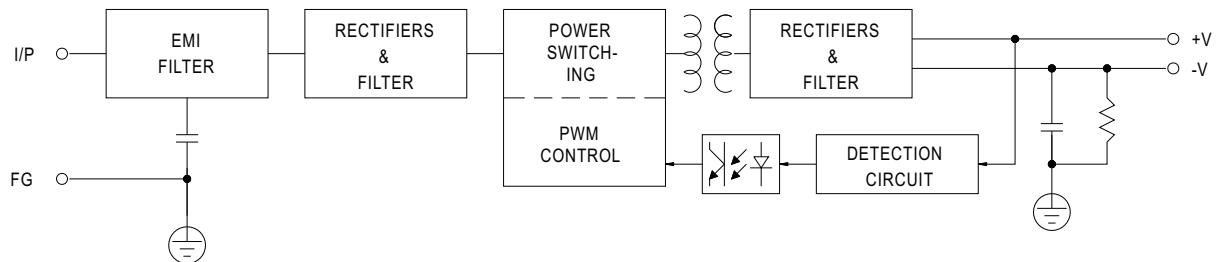 I/P
EMI
FILTER
RECTIFIERS
&
FILTER
POWER
SWITCH-
ING
PWM
CONTROL
RECTIFIERS
&
FILTER
+V
-V
DETECTION
CIRCUIT
FG